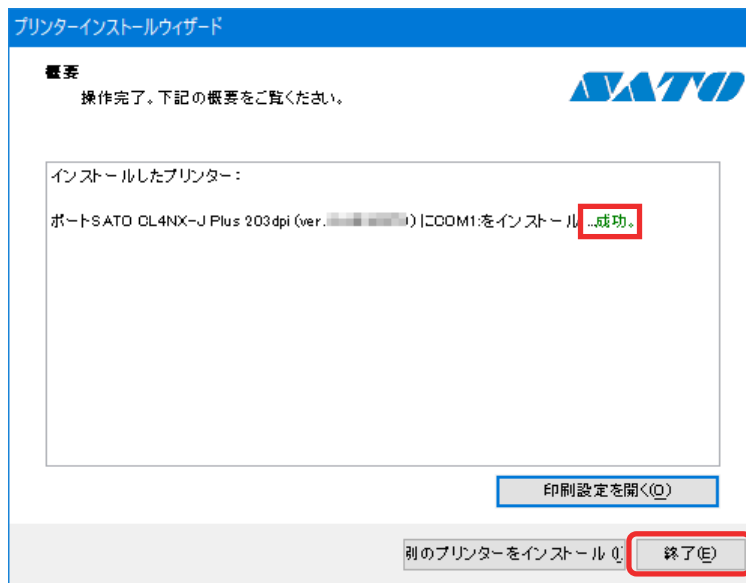 プリンターインストールウィザード
概要
操作完了。下記の概要をご覧ください。
SATO
インストールしたプリンター：
ポートSATO CL4NX-J Plus 203dpi (ver. ) にCOM1:をインストール ...成功。
印刷設定を開く(O)
別のプリンターをインストール (I)
終了(E)